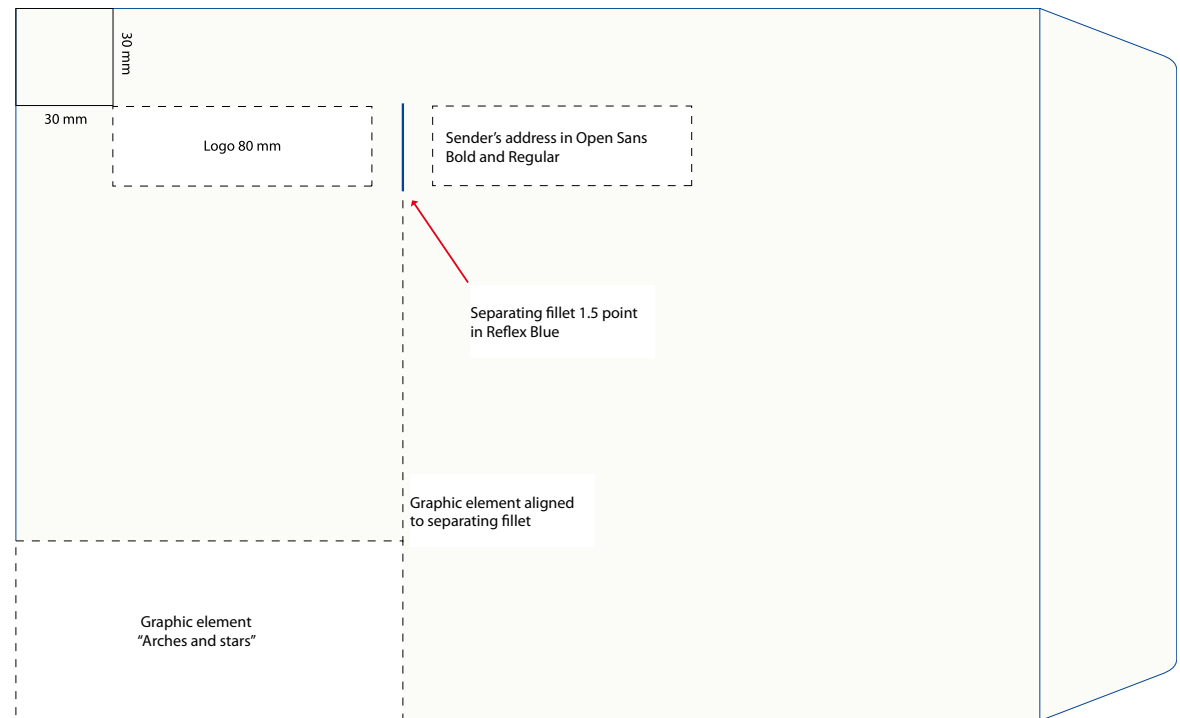 30 mm
30 mm
Logo 80 mm
Sender’s address in Open Sans
Bold and Regular
Separating fillet 1.5 point
in Reflex Blue
Graphic element aligned
to separating fillet
Graphic element
“Arches and stars”